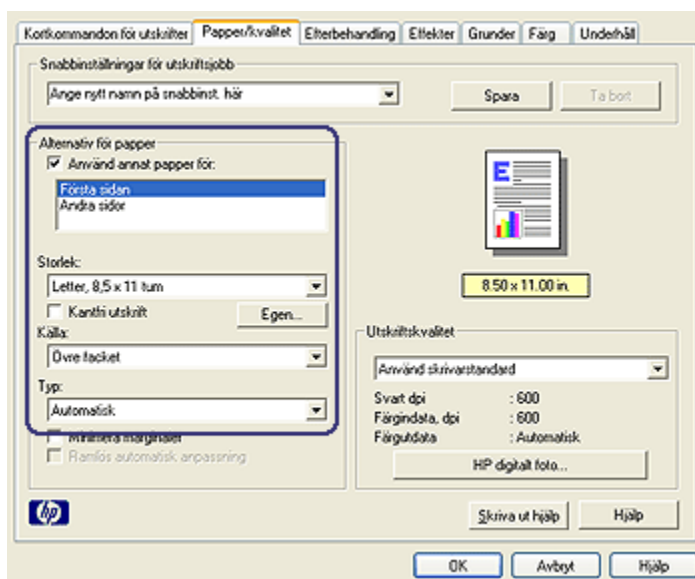 Kortkommandon för utskrifter Papper/kvalitet Efterbehandling Effekter Grunder Färg Underhåll
Snabbinställningar för utskriftsjobb
Ange nytt namn på snabbinst. här
Spara Ta bort
Alternativ för papper
Använd annat papper för:
Första sidan
Andra sidor
Storlek:
Letter, 8,5 x 11 tum
Kantfri utskrift Egen...
Källa:
Övre facket
Typ:
Automatisk
Minimera marginaler
Ramlös automatisk anpassning
E
8.50 x 11.00 in.
Utskriftskvalitet
Använd skrivarstandard
Svart dpi : 600
Färgindata, dpi : 600
Färgutdata : Automatisk
HP digitalt foto...
hp
Skriva ut hjälp Hjälp
OK Avbryt Hjälp